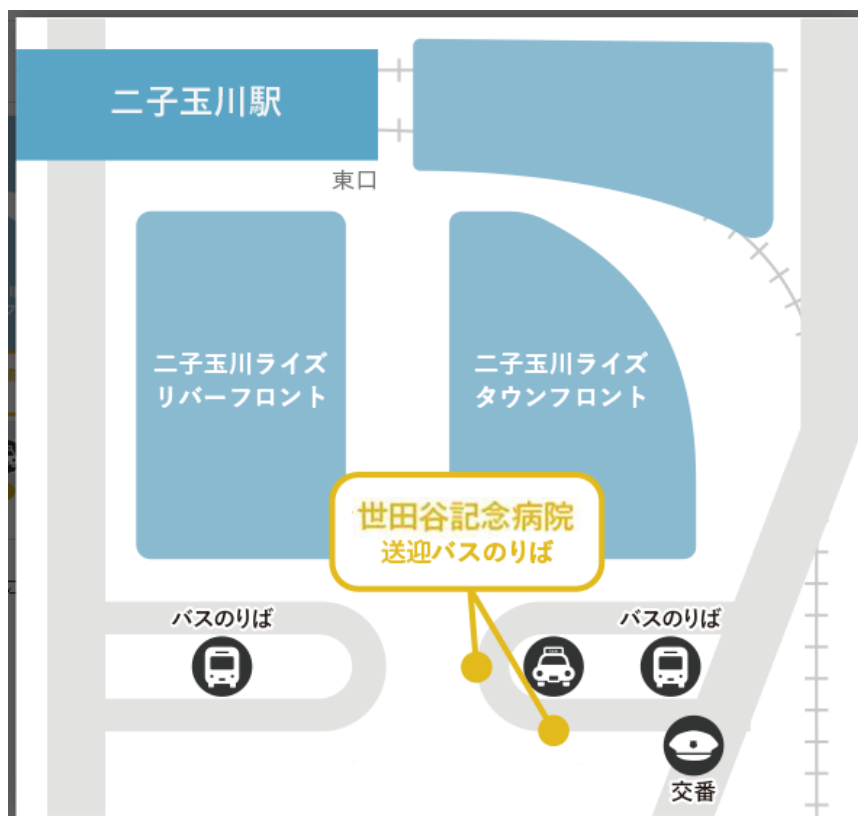 二子玉川駅
東口
二子玉川ライズ
リバーフロント
二子玉川ライズ
タウンフロント
世田谷記念病院
送迎バスのりば
バスのりば
バスのりば
交番